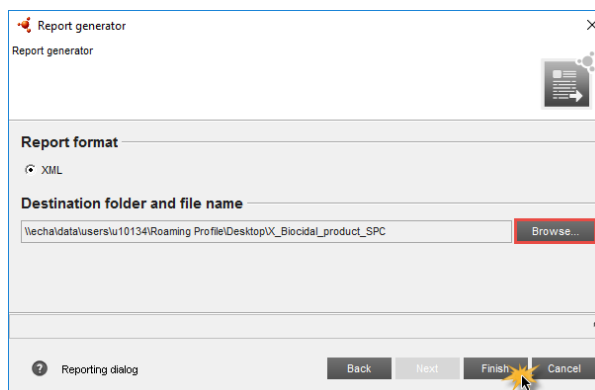 Report generator
Report generator
Report format
XML
Destination folder and file name
\\echa\data\users\u10134\Roaming Profile\Desktop\X_Biocidal_product_SPC
Browse...
Reporting dialog
Back
Next
Finish
Cancel